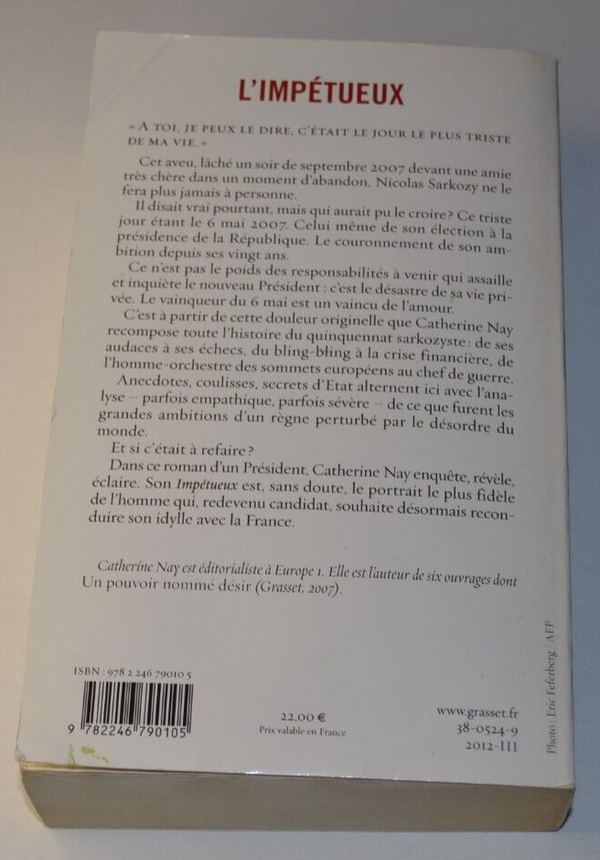 L'IMPÉTUEUX
« A TOI, JE PEUX LE DIRE, C'ÉTAIT LE JOUR LE PLUS TRISTE
DE MA VIE. »
Cet aveu, lâché un soir de septembre 2007 devant une amie
très chère dans un moment d'abandon, Nicolas Sarkozy ne le
fera plus jamais à personne.
Il disait vrai pourtant, mais qui aurait pu le croire ? Ce triste
jour étant le 6 mai 2007. Celui même de son élection à la
présidence de la République. Le couronnement de son am-
bition depuis ses vingt ans.
Ce n'est pas le poids des responsabilités à venir qui assaille
et inquiète le nouveau Président : c'est le désastre de sa vie pri-
vée. Le vainqueur du 6 mai est un vaincu de l'amour.
C'est à partir de cette douleur originelle que Catherine Nay
recompose toute l'histoire du quinquennat sarkozyste : de ses
audaces à ses échecs, du bling-bling à la crise financière, de
l'homme-orchestre des sommets européens au chef de guerre.
Anecdotes, coulisses, secrets d'Etat alternent ici avec l'ana-
lyse – parfois empathique, parfois sévère – de ce que furent les
grandes ambitions d'un règne perturbé par le désordre du
monde.
Et si c'était à refaire ?
Dans ce roman d'un Président, Catherine Nay enquête, révèle,
éclaire. Son Impétueux est, sans doute, le portrait le plus fidèle
de l'homme qui, redevenu candidat, souhaite désormais recon-
duire son idylle avec la France.
Catherine Nay est éditorialiste à Europe 1. Elle est l'auteur de six ouvrages dont
Un pouvoir nommé désir (Grasset, 2007).
ISBN : 978 2 246 79010 5
9 782246 790105
22,00 €
Prix valable en France
www.grasset.fr
38-0524-9
2012-III
Photo : Eric Feferberg / AFP